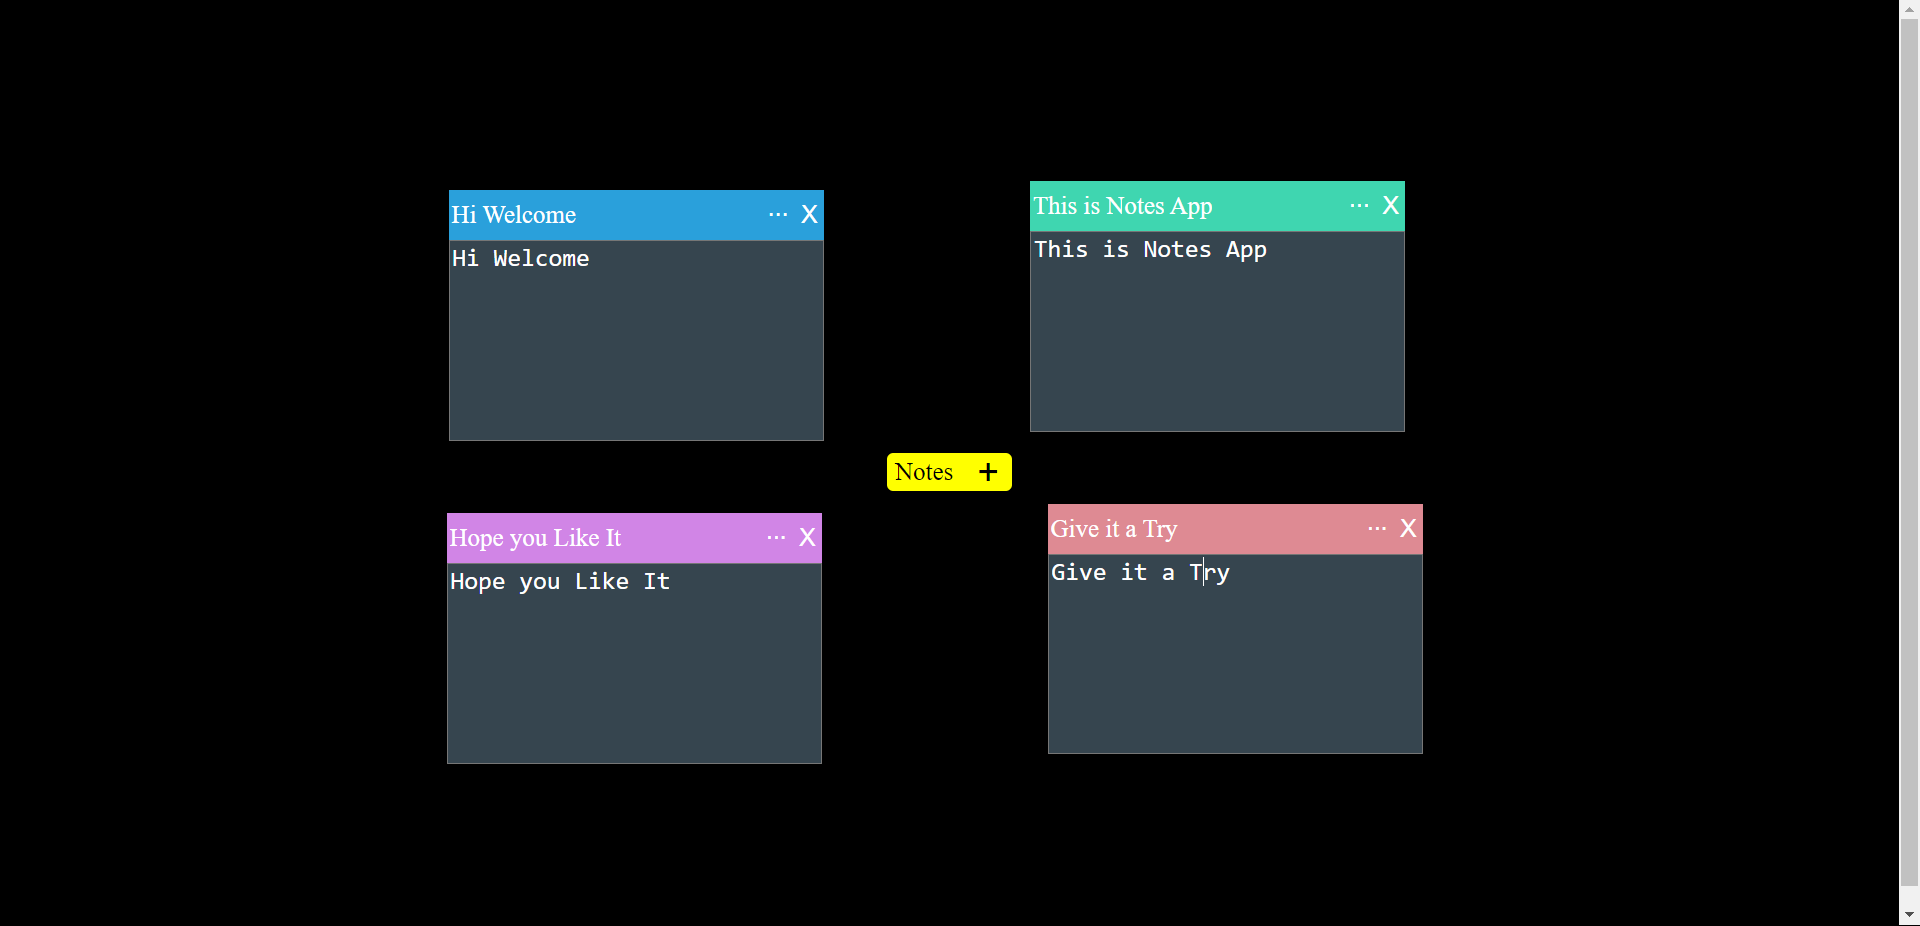 Hi Welcome ... X
Hi Welcome
This is Notes App ... X
This is Notes App
Notes +
Hope you Like It ... X
Hope you Like It
Give it a Try ... X
Give it a Try